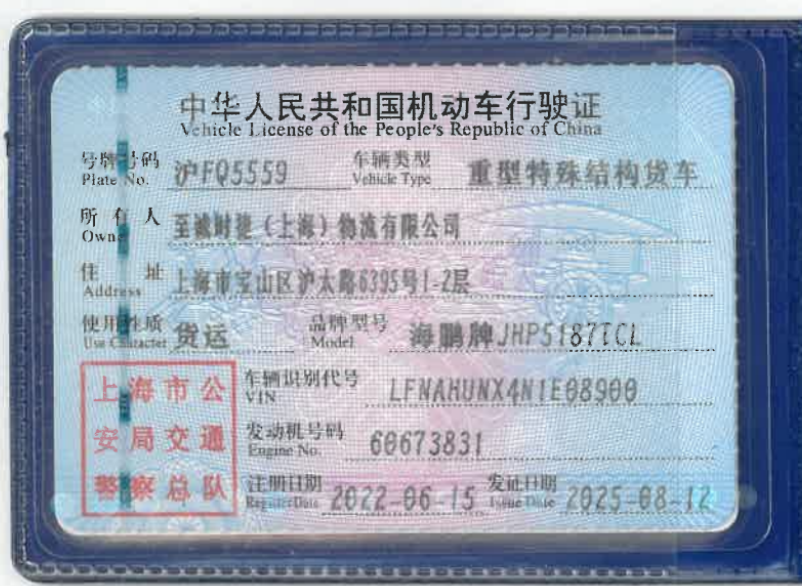 中华人民共和国机动车行驶证
Vehicle License of the People's Republic of China
号牌号码 沪FQ5559 车辆类型 重型特殊结构货车
Plate No. Vehicle Type
所有人 至诚时捷（上海）物流有限公司
Owner
住址 上海市宝山区沪太路6395号1-2层
Address
使用性质 货运 品牌型号 海鹏牌JHP5187TCL
Use Character Model
上海市公 车辆识别代号 LFNAHUNX4N1E08900
VIN
安局交通 发动机号码 60673831
Engine No.
警察总队 注册日期 2022-06-15 发证日期 2025-08-12
Register Date Issue Date